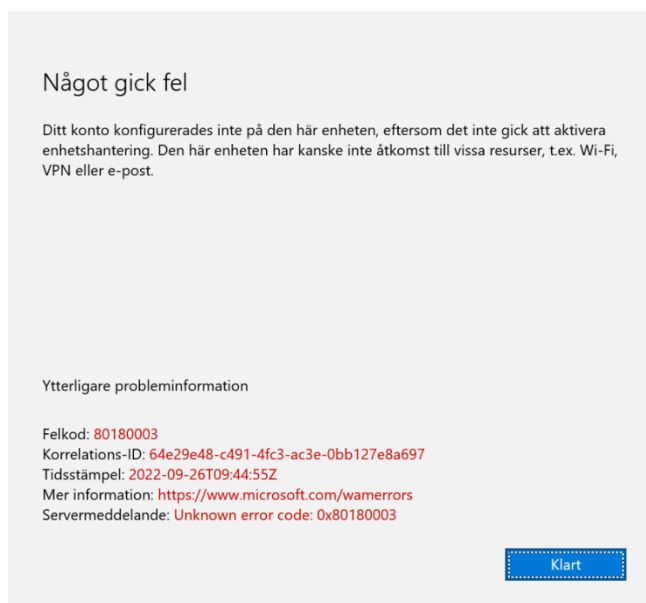 Något gick fel
Ditt konto konfigurerades inte på den här enheten, eftersom det inte gick att aktivera
enhetshantering. Den här enheten har kanske inte åtkomst till vissa resurser, t.ex. Wi-Fi,
VPN eller e-post.
Ytterligare probleminformation
Felkod: 80180003
Korrelations-ID: 64e29e48-c491-4fc3-ac3e-0bb127e8a697
Tidsstämpel: 2022-09-26T09:44:55Z
Mer information: https://www.microsoft.com/wamerrors
Servermeddelande: Unknown error code: 0x80180003
Klart